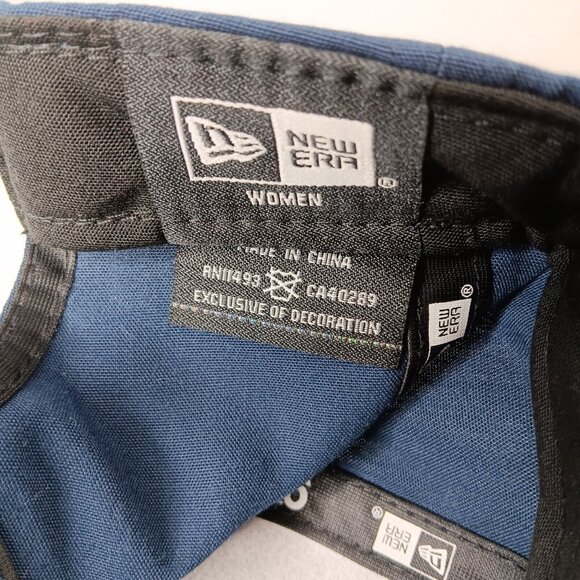 NEW
ERA
®
WOMEN
MADE IN CHINA
RN11493 CA40289
EXCLUSIVE OF DECORATION
NEW
ERA
®
NEW
ERA
®